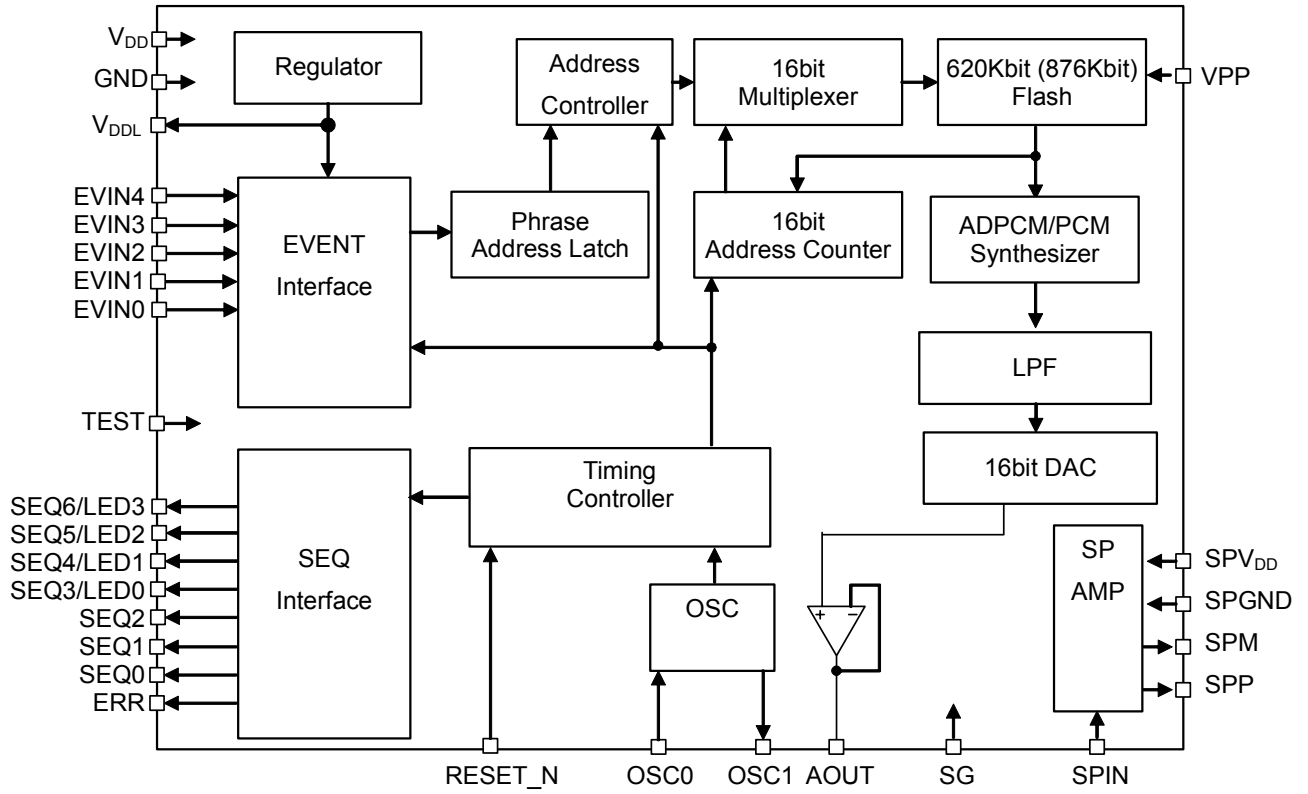 V_DD
GND
V_DDL
EVIN4
EVIN3
EVIN2
EVIN1
EVIN0
TEST
SEQ6/LED3
SEQ5/LED2
SEQ4/LED1
SEQ3/LED0
SEQ2
SEQ1
SEQ0
ERR
Regulator
EVENT
Interface
SEQ
Interface
Address
Controller
Phrase
Address Latch
16bit
Multiplexer
16bit
Address Counter
620Kbit (876Kbit)
Flash
ADPCM/PCM
Synthesizer
LPF
16bit DAC
Timing
Controller
OSC
+
−
SP
AMP
VPP
SPV_DD
SPGND
SPM
SPP
RESET_N
OSC0
OSC1
AOUT
SG
SPIN